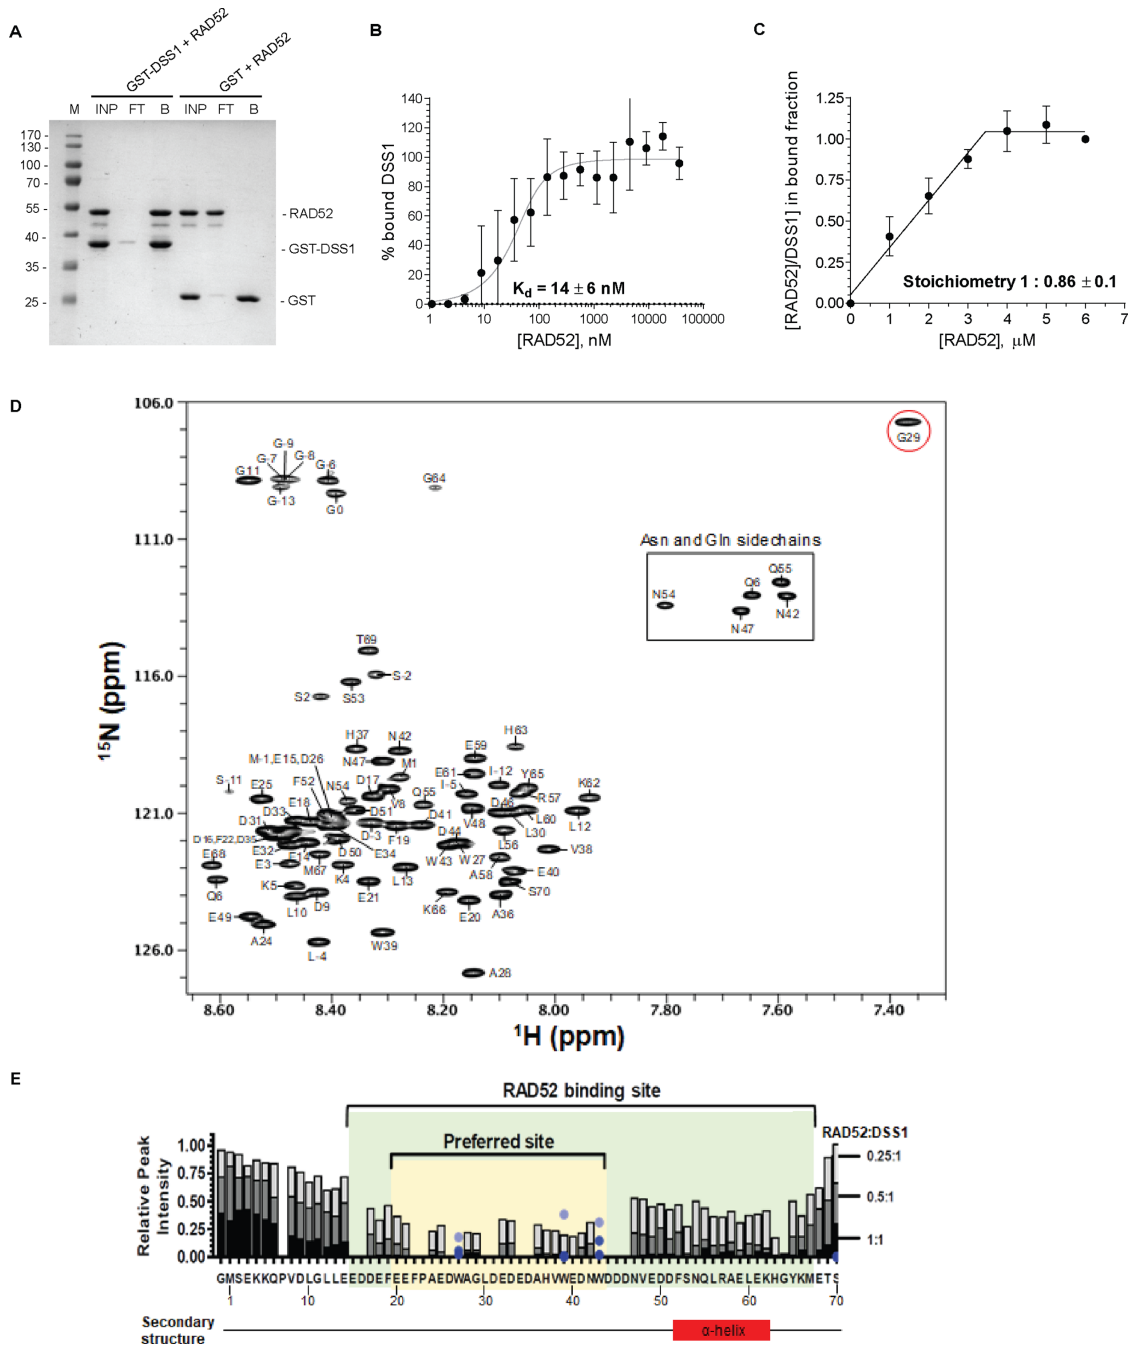 A
GST-DSS1 + RAD52
GST + RAD52
M INP FT B INP FT B
170 -
130 -
100 -
70 -
55 -
40 -
35 -
25 -
- RAD52
- GST-DSS1
- GST
B
% bound DSS1
140
120
100
80
60
40
20
0
Kd = 14 ± 6 nM
1 10 100 1000 10000 100000
[RAD52], nM
C
[RAD52]/DSS1] in bound fraction
1.25
1.00
0.75
0.50
0.25
0.00
Stoichiometry 1 : 0.86 ± 0.1
0 1 2 3 4 5 6 7
[RAD52], μM
D
15N (ppm)
106.0
111.0
116.0
121.0
126.0
G29
G-9
G-7 G-8
G11 G-6
G-13 G0
G64
Asn and Gln sidechains
Q55
N54 Q6
N47 N42
T69
S-2
S2 S53
H37 N42 H63
N47 E59
M-1,E15,D26 M1
E61 I-12 Y65
S-11 E25 F52 N54 D17 V8 Q55 I-5 R57 K62
D33 E18 D51 D41 V48 D46 L60 L12
D31 D-3 F19 D44 L56 L30
D16,F22,D35 E32 E14 D50 E34 W43 W27 V38
E68 E3 M67 K4 L13 A58 E40
Q6 K5 L10 D9 E21 K66 E20 A36 S70
E49 A24 L-4 W39 A28
8.60 8.40 8.20 8.00 7.80 7.60 7.40
1H (ppm)
E
RAD52 binding site
Preferred site
RAD52:DSS1
0.25:1
0.5:1
1:1
Relative Peak
Intensity
1.00
0.75
0.50
0.25
0.00
GMSEKKQPVDLGLLEEDDEFEEFPAEDWAGLDEDEDAHVWEDNWDDDNVEDDFSNQLRAELEKHGYKMETS
1 10 20 30 40 50 60 70
Secondary
structure
α-helix